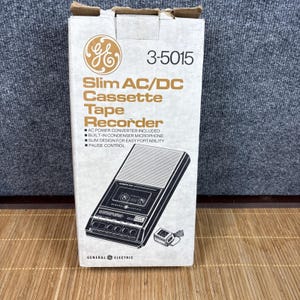 GE
3-5015
Slim AC/DC
Cassette
Tape
Recorder
■ AC POWER CONVERTER INCLUDED
■ BUILT-IN CONDENSER MICROPHONE
■ SLIM DESIGN FOR EASY PORTABILITY
■ PAUSE CONTROL
GENERAL GE ELECTRIC